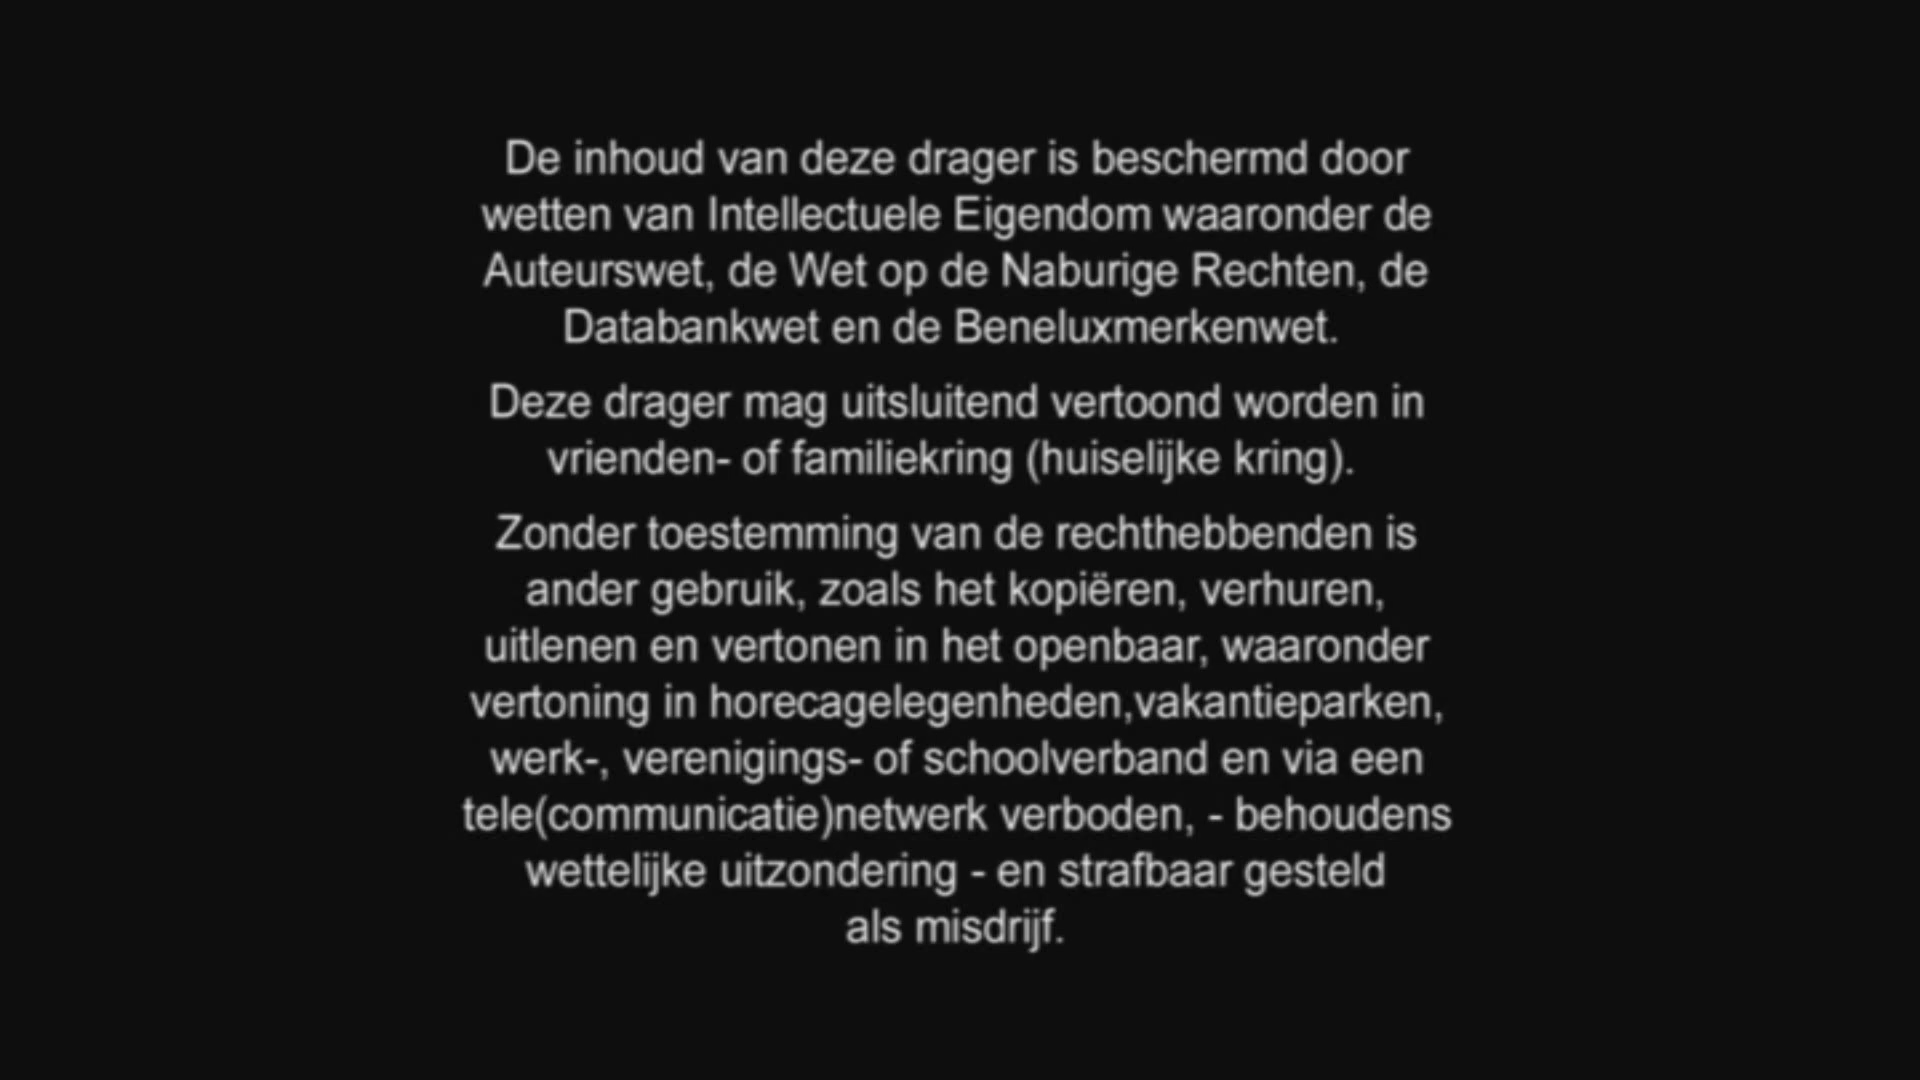 De inhoud van deze drager is beschermd door
wetten van Intellectuele Eigendom waaronder de
Auteurswet, de Wet op de Naburige Rechten, de
Databankwet en de Beneluxmerkenwet.
Deze drager mag uitsluitend vertoond worden in
vrienden- of familiekring (huiselijke kring).
Zonder toestemming van de rechthebbenden is
ander gebruik, zoals het kopiëren, verhuren,
uitlenen en vertonen in het openbaar, waaronder
vertoning in horecagelegenheden,vakantieparken,
werk-, verenigings- of schoolverband en via een
tele(communicatie)netwerk verboden, - behoudens
wettelijke uitzondering - en strafbaar gesteld
als misdrijf.